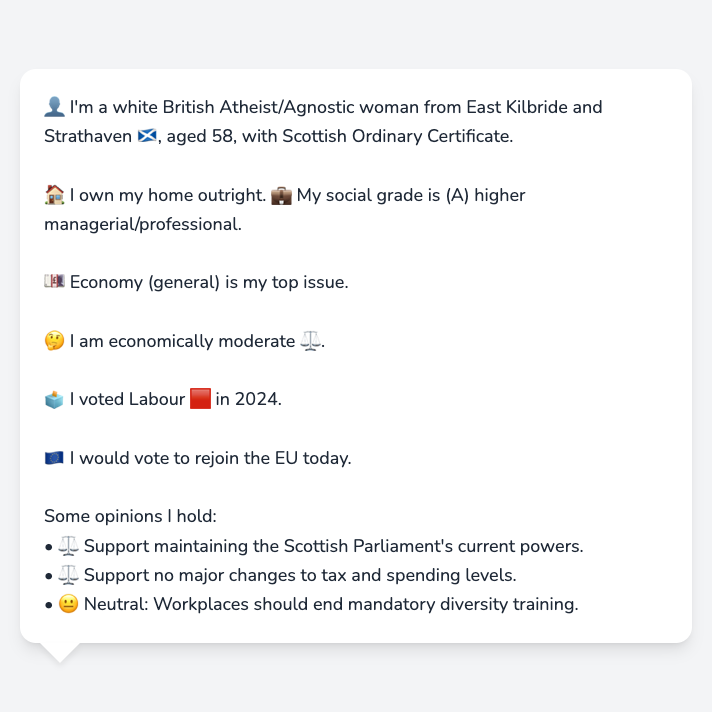 👤 I'm a white British Atheist/Agnostic woman from East Kilbride and
Strathaven 🏴󠁧󠁢󠁳󠁣󠁴󠁿, aged 58, with Scottish Ordinary Certificate.
🏠 I own my home outright. 💼 My social grade is (A) higher
managerial/professional.
💷 Economy (general) is my top issue.
🤔 I am economically moderate ⚖️.
🗳️ I voted Labour 🟥 in 2024.
🇪🇺 I would vote to rejoin the EU today.
Some opinions I hold:
• ⚖️ Support maintaining the Scottish Parliament's current powers.
• ⚖️ Support no major changes to tax and spending levels.
• 😐 Neutral: Workplaces should end mandatory diversity training.